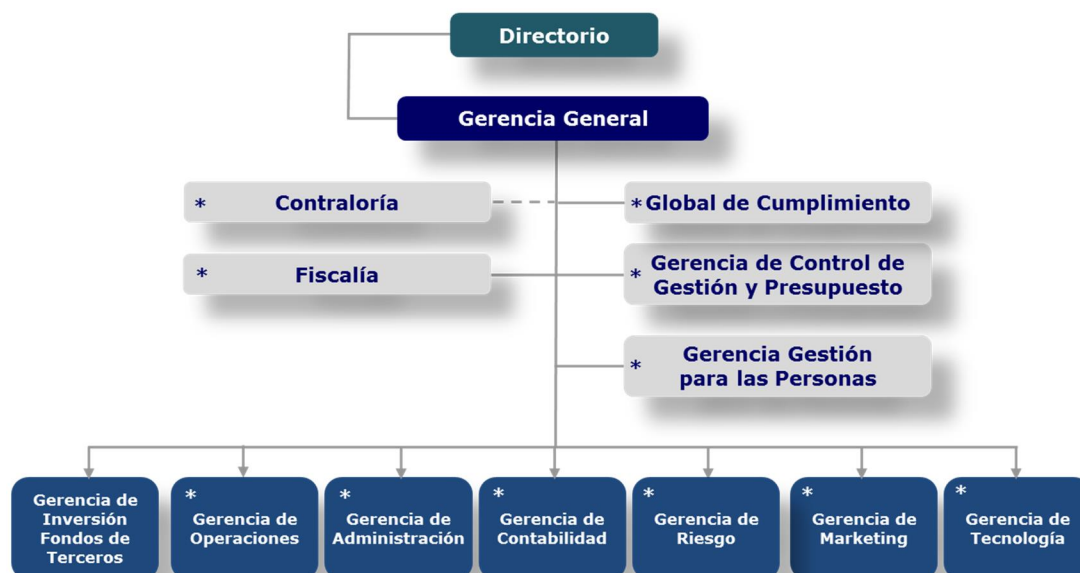 Directorio
Gerencia General
* Contraloría
* Global de Cumplimiento
* Fiscalía
* Gerencia de Control de
Gestión y Presupuesto
* Gerencia Gestión
para las Personas
Gerencia de
Inversión
Fondos de
Terceros
*
Gerencia de
Operaciones
*
Gerencia de
Administración
*
Gerencia de
Contabilidad
*
Gerencia de
Riesgo
*
Gerencia de
Marketing
*
Gerencia de
Tecnología